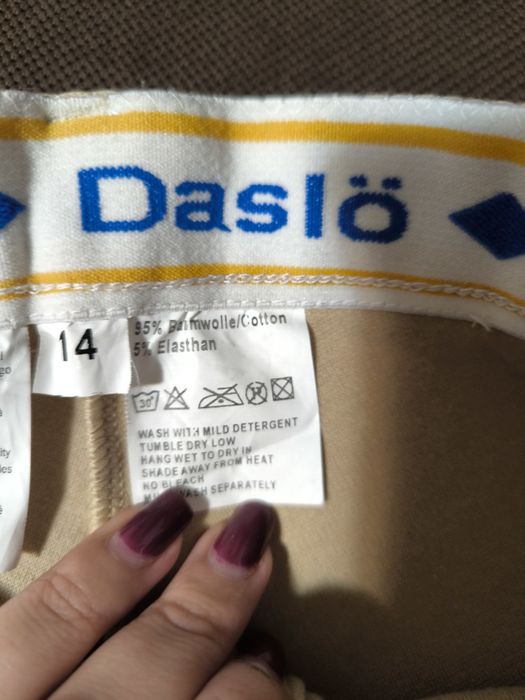 Daslö
14
95% Baumwolle/Cotton
5% Elasthan
30°
WASH WITH MILD DETERGENT
TUMBLE DRY LOW
HANG WET TO DRY IN
SHADE AWAY FROM HEAT
NO BLEACH
MUST WASH SEPARATELY